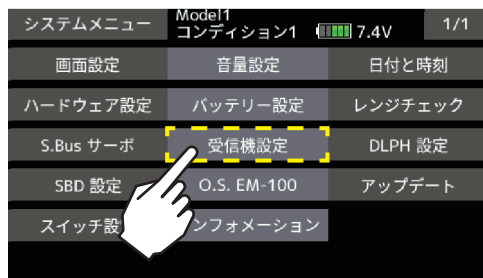 システムメニュー
Model1
コンディション1
7.4V
1/1
画面設定
音量設定
日付と時刻
ハードウェア設定
バッテリー設定
レンジチェック
S.Bus サーボ
受信機設定
DLPH 設定
SBD 設定
O.S. EM-100
アップデート
スイッチ設
ンフォメーション